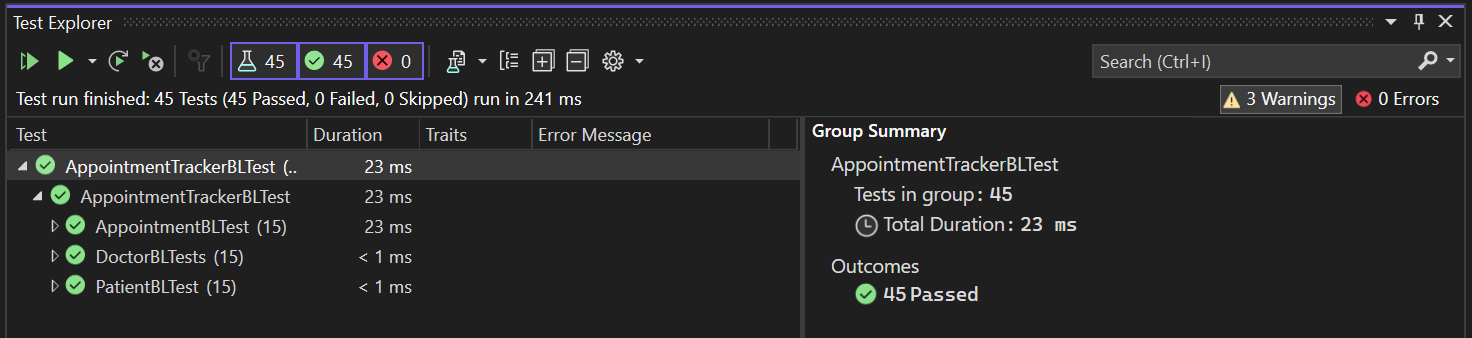 Test Explorer
45 45 0
Search (Ctrl+I)
Test run finished: 45 Tests (45 Passed, 0 Failed, 0 Skipped) run in 241 ms
3 Warnings 0 Errors
Test Duration Traits Error Message
AppointmentTrackerBLTest (.. 23 ms
AppointmentTrackerBLTest 23 ms
AppointmentBLTest (15) 23 ms
DoctorBLTests (15) < 1 ms
PatientBLTest (15) < 1 ms
Group Summary
AppointmentTrackerBLTest
Tests in group: 45
Total Duration: 23 ms
Outcomes
45 Passed